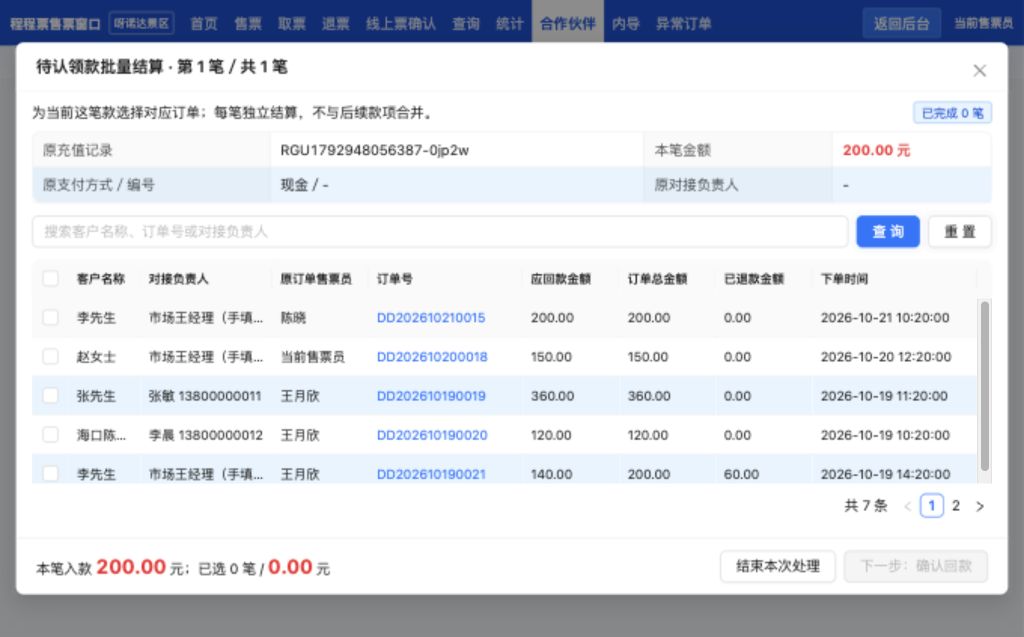 程程票售票窗口 呀诺达景区 首页 售票 取票 退票 线上票确认 查询 统计 合作伙伴 内导 异常订单 返回后台 当前售票员
待认领款批量结算 · 第 1 笔 / 共 1 笔
为当前这笔款选择对应订单；每笔独立结算，不与后续款项合并。 已完成 0 笔
原充值记录 RGU1792948056387-0jp2w 本笔金额 200.00 元
原支付方式 / 编号 现金 / - 原对接负责人 -
搜索客户名称、订单号或对接负责人 查 询 重 置
客户名称 对接负责人 原订单售票员 订单号 应回款金额 订单总金额 已退款金额 下单时间
李先生 市场王经理（手填... 陈晓 DD202610210015 200.00 200.00 0.00 2026-10-21 10:20:00
赵女士 市场王经理（手填... 当前售票员 DD202610200018 150.00 150.00 0.00 2026-10-20 12:20:00
张先生 张敏 13800000011 王月欣 DD202610190019 360.00 360.00 0.00 2026-10-19 11:20:00
海口陈... 李晨 13800000012 王月欣 DD202610190020 120.00 120.00 0.00 2026-10-19 10:20:00
李先生 市场王经理（手填... 王月欣 DD202610190021 140.00 200.00 60.00 2026-10-19 14:20:00
共 7 条 < 1 2 >
本笔入款 200.00 元；已选 0 笔 / 0.00 元 结束本次处理 下一步：确认回款